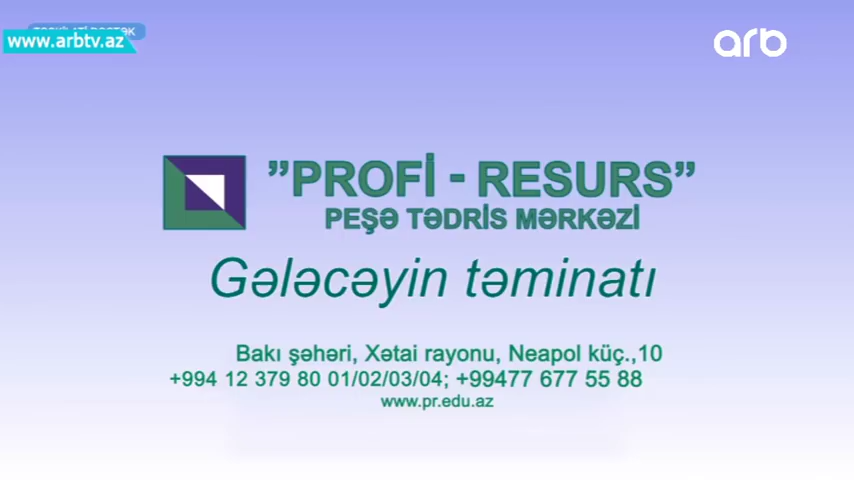 www.arbtv.az
arb
"PROFİ - RESURS"
PEŞƏ TƏDRİS MƏRKƏZİ
Gələcəyin təminatı
Bakı şəhəri, Xətai rayonu, Neapol küç.,10
+994 12 379 80 01/02/03/04; +99477 677 55 88
www.pr.edu.az